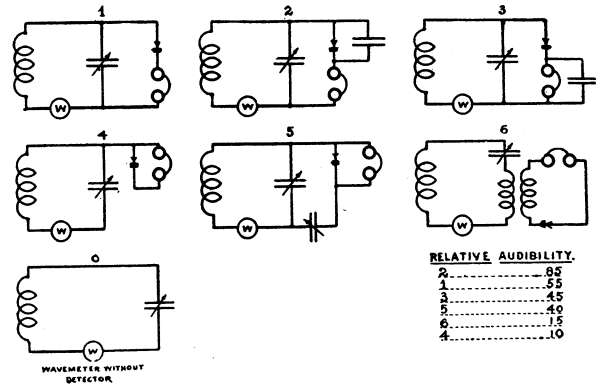 1
2
3
W
W
W
4
5
6
W
W
W
RELATIVE AUDIBILITY.
2 85
1 55
3 45
5 40
6 15
4 10
0
W
WAVEMETER WITHOUT
DETECTOR